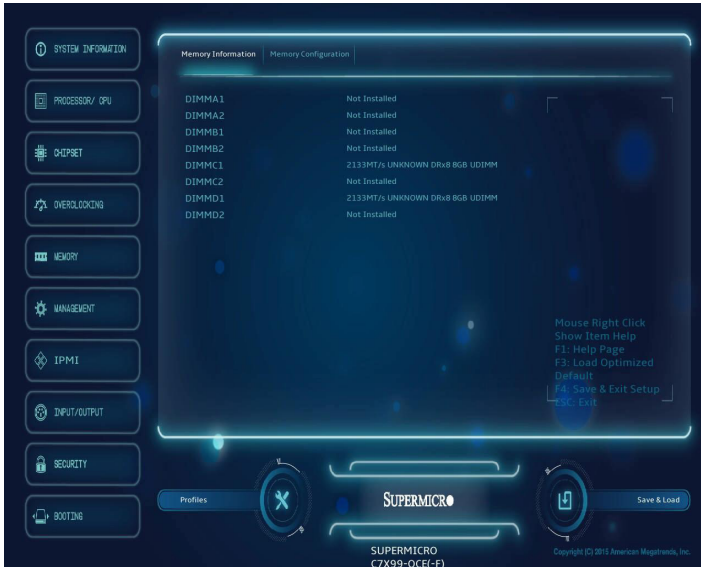 SYSTEM INFORMATION
PROCESSOR/ CPU
CHIPSET
OVERCLOCKING
MEMORY
MANAGEMENT
IPMI
INPUT/OUTPUT
SECURITY
BOOTING
Memory Information Memory Configuration
DIMMA1 Not Installed
DIMMA2 Not Installed
DIMMB1 Not Installed
DIMMB2 Not Installed
DIMMC1 2133MT/s UNKNOWN DRx8 8GB UDIMM
DIMMC2 Not Installed
DIMMD1 2133MT/s UNKNOWN DRx8 8GB UDIMM
DIMMD2 Not Installed
Mouse Right Click
Show Item Help
F1: Help Page
F3: Load Optimized
Default
F4: Save & Exit Setup
ESC: Exit
Profiles
SUPERMICRO
Save & Load
SUPERMICRO
C7X99-OCE(-F)
Copyright (C) 2015 American Megatrends, Inc.